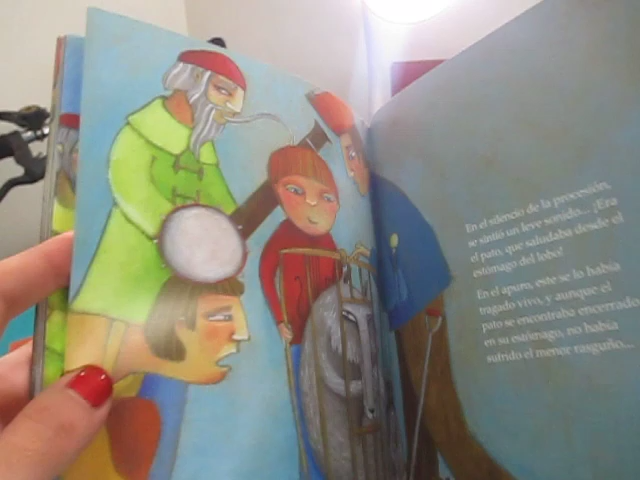 En el silencio de la procesión,
se sintió un leve sonido... ¡Era
el pato, que saludaba desde el
estómago del lobo!
En el apuro, este se lo había
tragado vivo, y aunque el
pato se encontraba encerrado
en su estómago, no había
sufrido el menor rasguño...